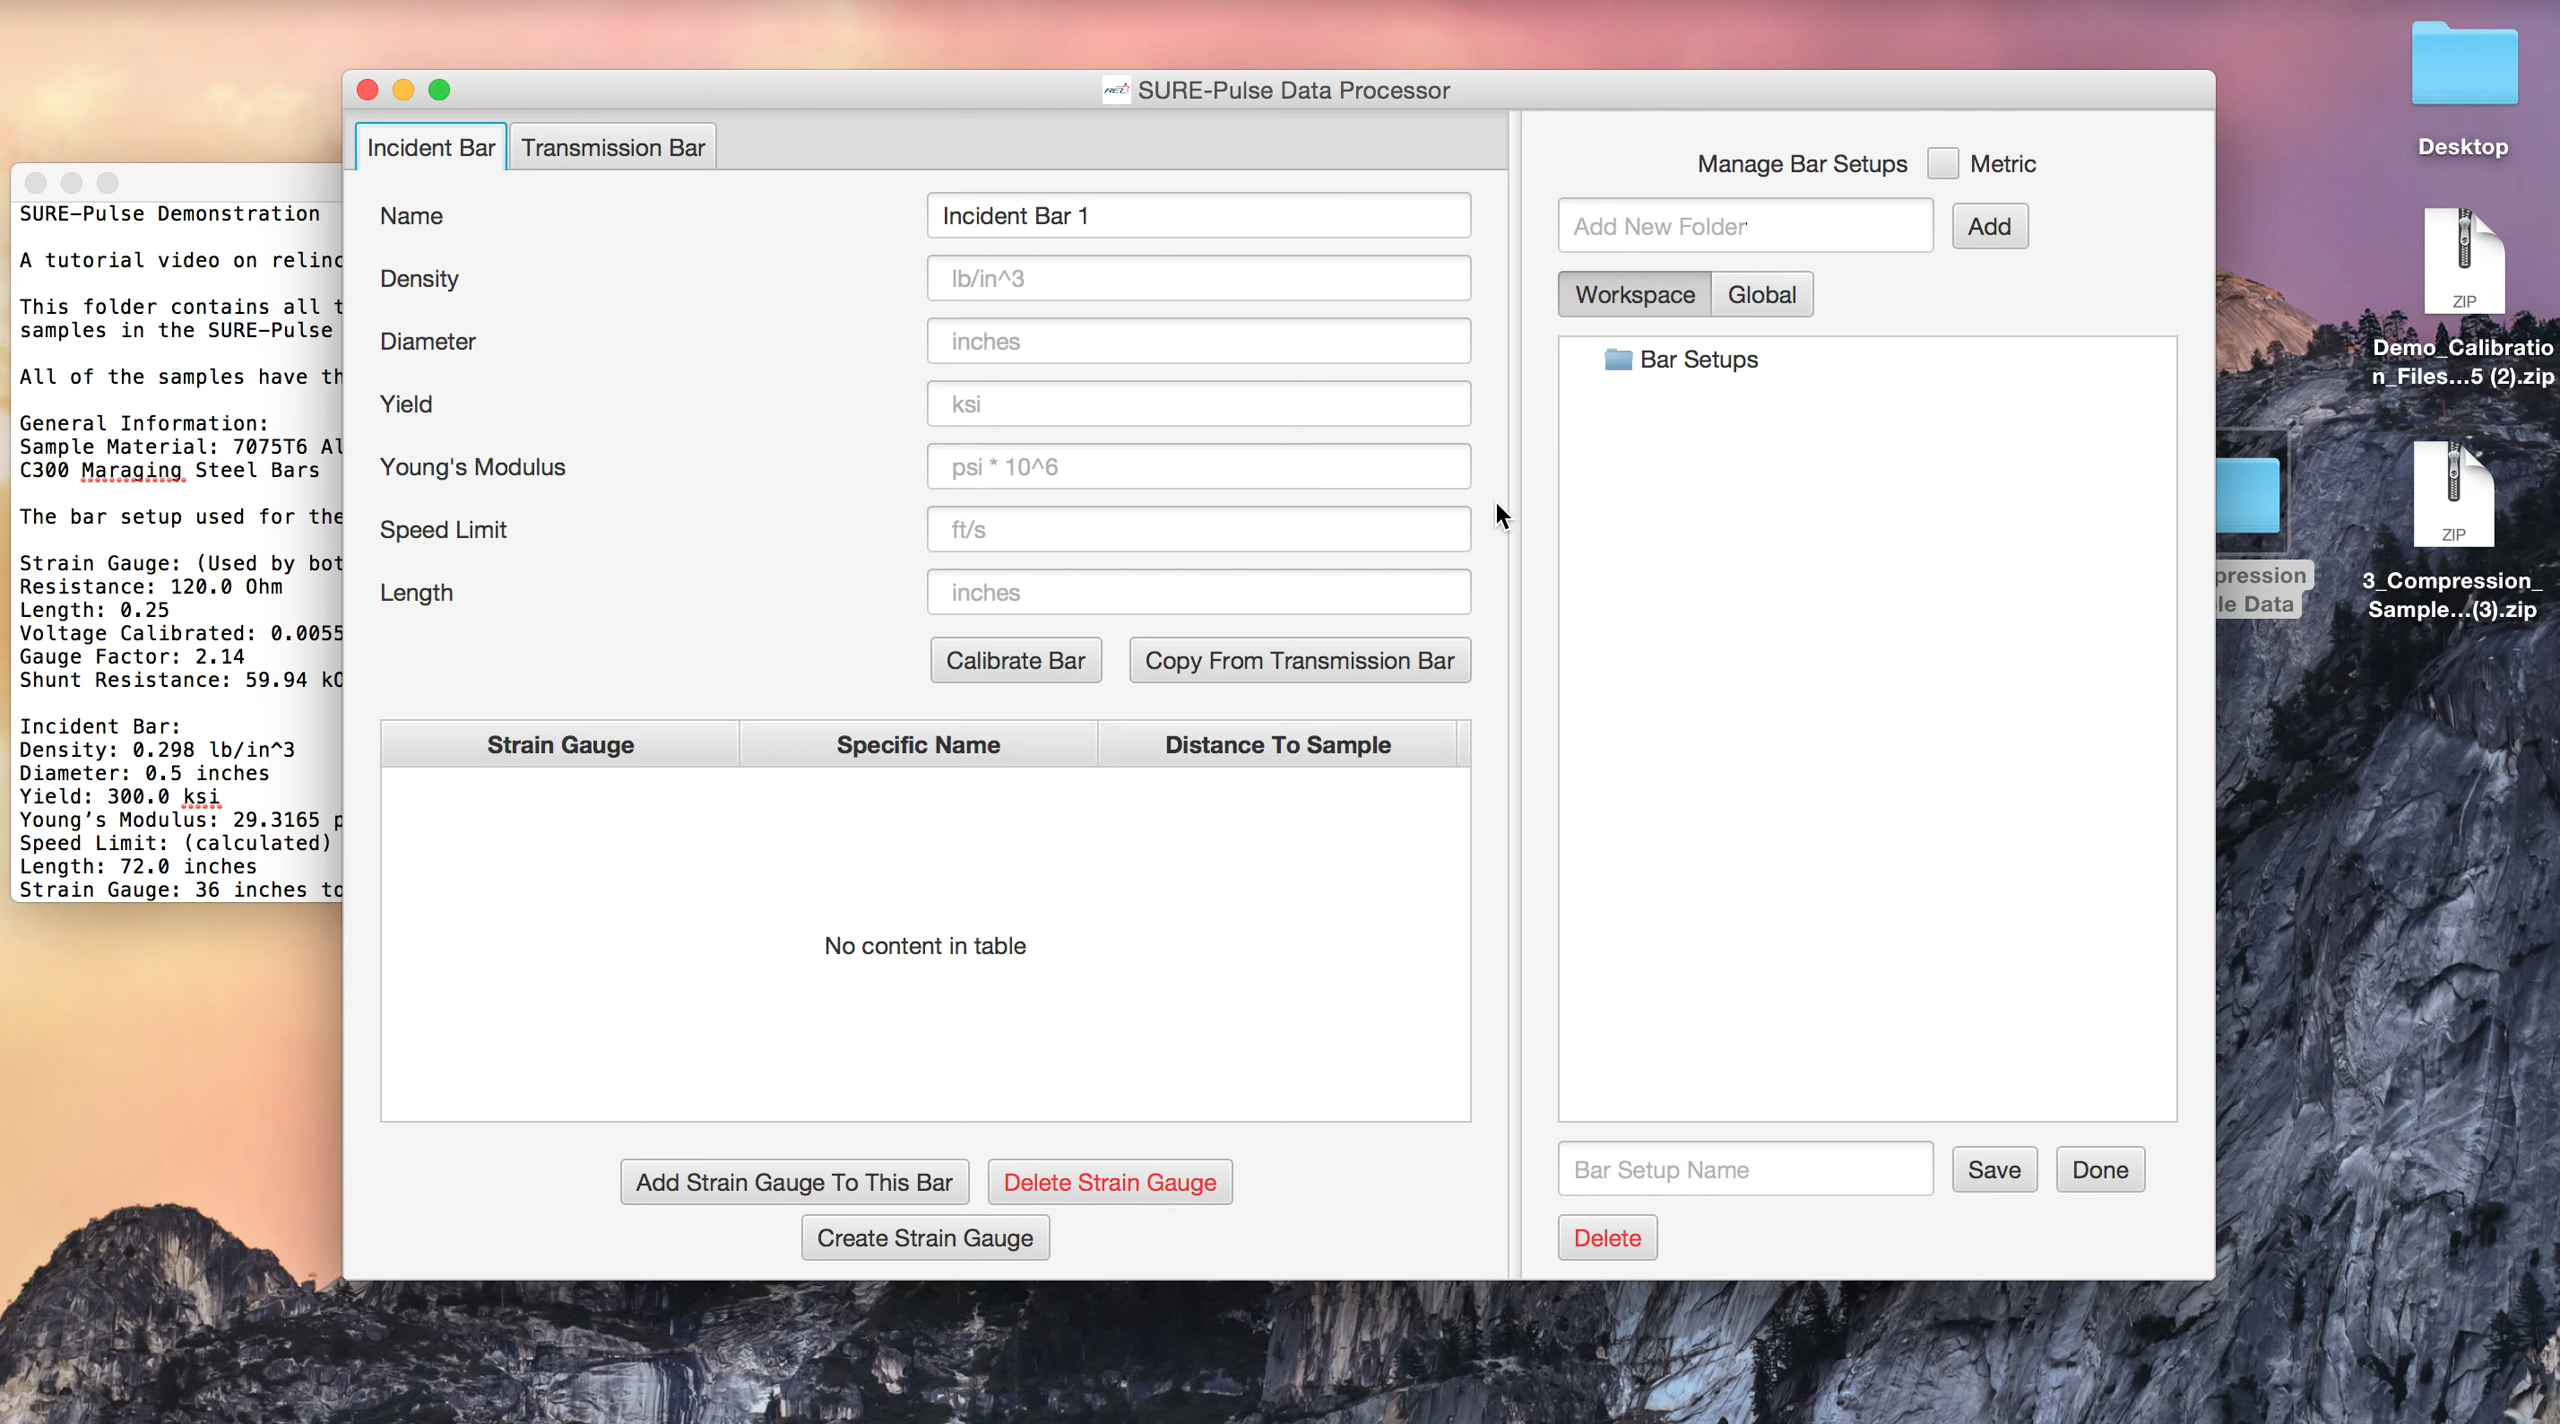 SURE-Pulse Data Processor
Incident Bar
Transmission Bar
Name
Incident Bar 1
Density
lb/in^3
Diameter
inches
Yield
ksi
Young's Modulus
psi * 10^6
Speed Limit
ft/s
Length
inches
Calibrate Bar
Copy From Transmission Bar
Strain Gauge
Specific Name
Distance To Sample
No content in table
Add Strain Gauge To This Bar
Delete Strain Gauge
Create Strain Gauge
Manage Bar Setups
Metric
Add New Folder
Add
Workspace
Global
Bar Setups
Bar Setup Name
Save
Done
Delete
SURE-Pulse Demonstration
A tutorial video on relinc
This folder contains all t
samples in the SURE-Pulse
All of the samples have th
General Information:
Sample Material: 7075T6 Al
C300 Maraging Steel Bars
The bar setup used for the
Strain Gauge: (Used by bot
Resistance: 120.0 Ohm
Length: 0.25
Voltage Calibrated: 0.0055
Gauge Factor: 2.14
Shunt Resistance: 59.94 kO
Incident Bar:
Density: 0.298 lb/in^3
Diameter: 0.5 inches
Yield: 300.0 ksi
Young's Modulus: 29.3165 p
Speed Limit: (calculated)
Length: 72.0 inches
Strain Gauge: 36 inches to
Desktop
ZIP
Demo_Calibratio
n_Files...5 (2).zip
ZIP
3_Compression_
Sample...(3).zip
pression
le Data
REL